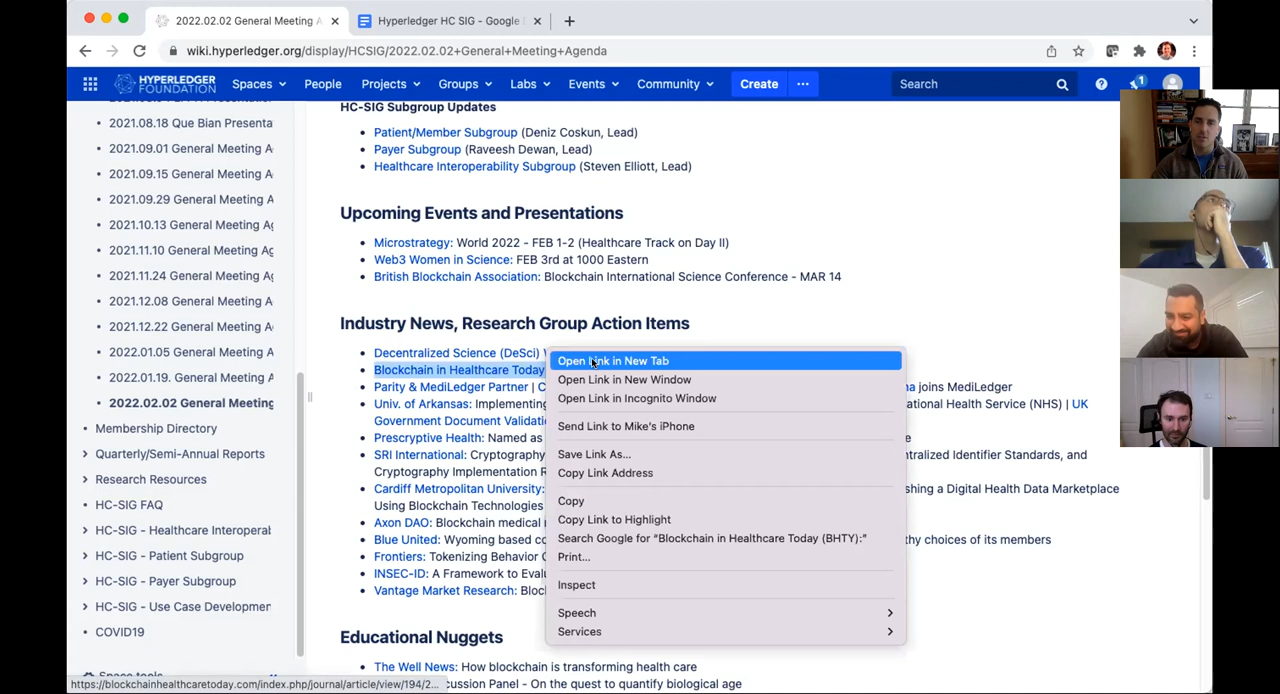 2022.02.02 General Meeting A
Hyperledger HC SIG - Google
wiki.hyperledger.org/display/HCSIG/2022.02.02+General+Meeting+Agenda
HYPERLEDGER
FOUNDATION
Spaces
People
Projects
Groups
Labs
Events
Community
Create
Search
1
2021.08.18 Que Bian Presenta
2021.09.01 General Meeting A
2021.09.15 General Meeting A
2021.09.29 General Meeting A
2021.10.13 General Meeting Ag
2021.11.10 General Meeting Ag
2021.11.24 General Meeting Ag
2021.12.08 General Meeting Ag
2021.12.22 General Meeting Ag
2022.01.05 General Meeting A
2022.01.19. General Meeting A
2022.02.02 General Meeting
Membership Directory
Quarterly/Semi-Annual Reports
Research Resources
HC-SIG FAQ
HC-SIG - Healthcare Interoperal
HC-SIG - Patient Subgroup
HC-SIG - Payer Subgroup
HC-SIG - Use Case Developmen
COVID19
Space tools
HC-SIG Subgroup Updates
Patient/Member Subgroup (Deniz Coskun, Lead)
Payer Subgroup (Raveesh Dewan, Lead)
Healthcare Interoperability Subgroup (Steven Elliott, Lead)
Upcoming Events and Presentations
Microstrategy: World 2022 - FEB 1-2 (Healthcare Track on Day II)
Web3 Women in Science: FEB 3rd at 1000 Eastern
British Blockchain Association: Blockchain International Science Conference - MAR 14
Industry News, Research Group Action Items
Decentralized Science (DeSci)
Blockchain in Healthcare Today
Parity & MediLedger Partner | C na joins MediLedger
Univ. of Arkansas: Implementing ational Health Service (NHS) | UK
Government Document Validati
Prescriptive Health: Named as e
SRI International: Cryptography ntralized Identifier Standards, and
Cryptography Implementation R
Cardiff Metropolitan University: shing a Digital Health Data Marketplace
Using Blockchain Technologies
Axon DAO: Blockchain medical
Blue United: Wyoming based co thy choices of its members
Frontiers: Tokenizing Behavior C
INSEC-ID: A Framework to Evalu
Vantage Market Research: Bloc
Educational Nuggets
The Well News: How blockchain is transforming health care
cussion Panel - On the quest to quantify biological age
Open Link in New Tab
Open Link in New Window
Open Link in Incognito Window
Send Link to Mike's iPhone
Save Link As...
Copy Link Address
Copy
Copy Link to Highlight
Search Google for “Blockchain in Healthcare Today (BHTY):”
Print...
Inspect
Speech
Services
https://blockchainhealthcaretoday.com/index.php/journal/article/view/194/2...